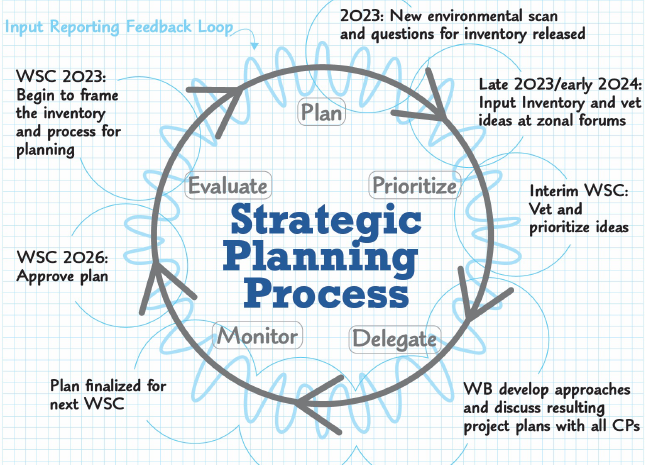 Input Reporting Feedback Loop
2023: New environmental scan
and questions for inventory released
WSC 2023:
Begin to frame
the inventory
and process for
planning
Late 2023/early 2024:
Input Inventory and vet
ideas at zonal forums
Plan
Evaluate
Prioritize
Interim WSC:
Vet and
prioritize ideas
Strategic
Planning
Process
WSC 2026:
Approve plan
Monitor
Delegate
Plan finalized for
next WSC
WB develop approaches
and discuss resulting
project plans with all CPs